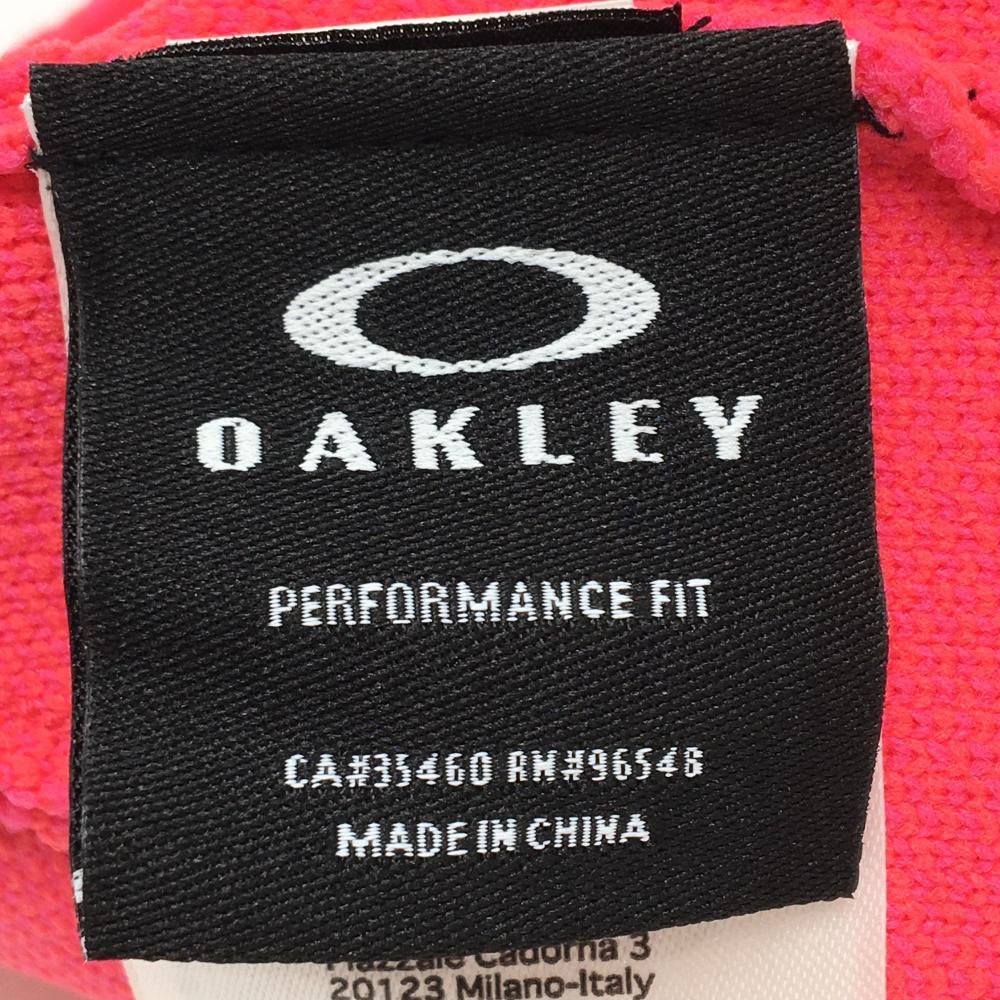 OAKLEY
PERFORMANCE FIT
CA#35460 RN#96548
MADE IN CHINA
Piazzale Cadorna 3
20123 Milano-Italy